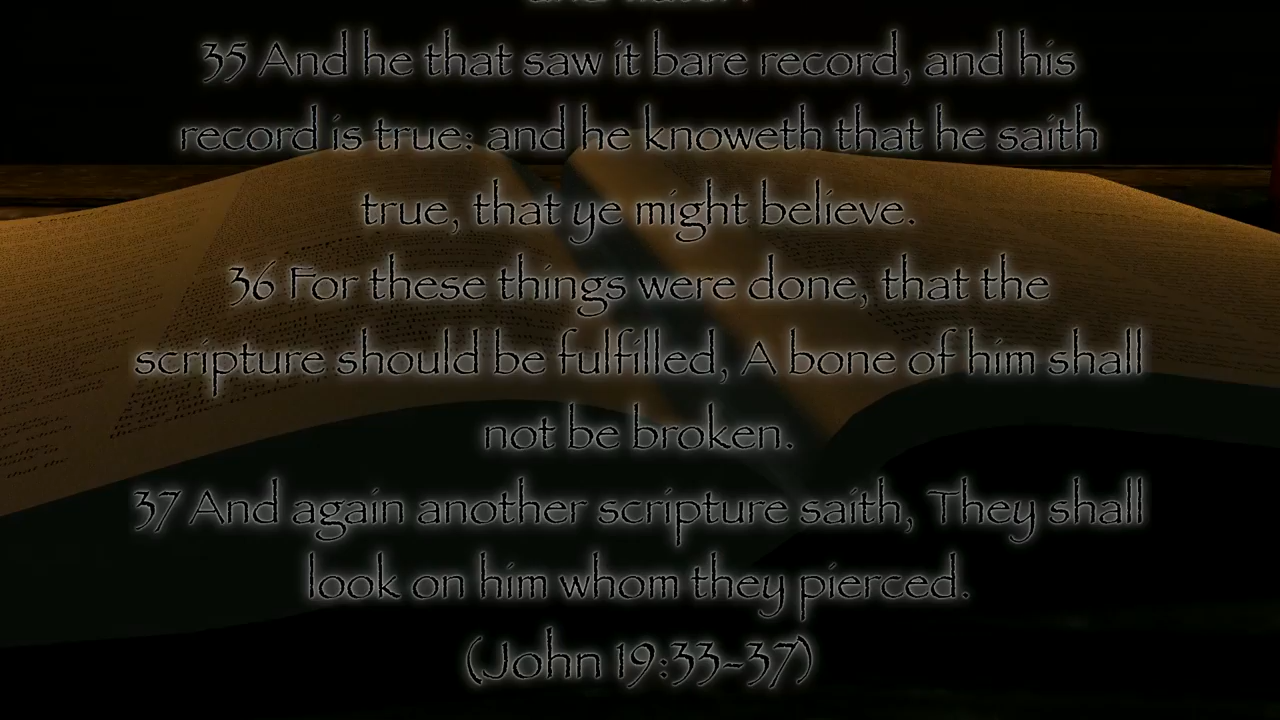 35 And he that saw it bare record, and his
record is true: and he knoweth that he saith
true, that ye might believe.
36 For these things were done, that the
scripture should be fulfilled, A bone of him shall
not be broken.
37 And again another scripture saith, They shall
look on him whom they pierced.
(John 19:33-37)